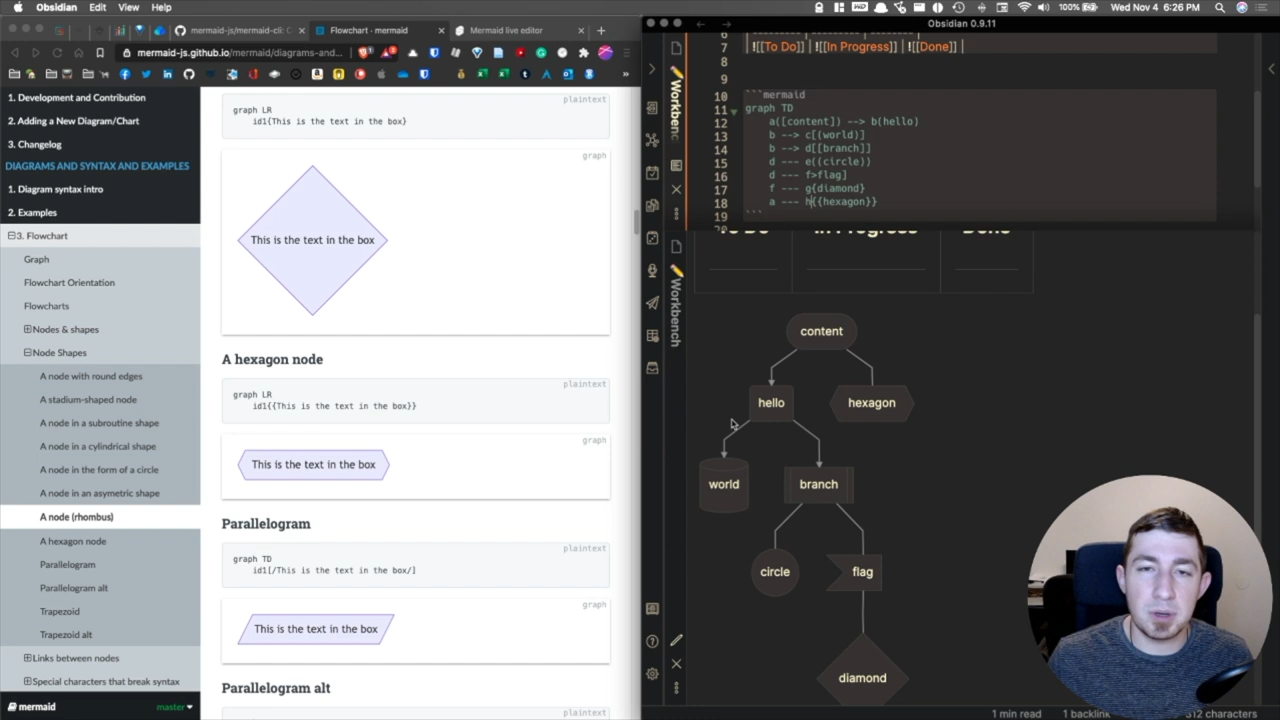 Obsidian Edit View Help
100% Wed Nov 4 6:26 PM
mermaid-js/mermaid-cli: C
Flowchart - mermaid
Mermaid live editor
mermaid-js.github.io/mermaid/diagrams-and...
1. Development and Contribution
2. Adding a New Diagram/Chart
3. Changelog
DIAGRAMS AND SYNTAX AND EXAMPLES
1. Diagram syntax intro
2. Examples
3. Flowchart
Graph
Flowchart Orientation
Flowcharts
Nodes & shapes
Node Shapes
A node with round edges
A stadium-shaped node
A node in a subroutine shape
A node in a cylindrical shape
A node in the form of a circle
A node in an asymetric shape
A node (rhombus)
A hexagon node
Parallelogram
Parallelogram alt
Trapezoid
Trapezoid alt
Links between nodes
Special characters that break syntax
mermaid
master
plaintext
graph LR
id1{This is the text in the box}
graph
This is the text in the box
A hexagon node
plaintext
graph LR
id1{{This is the text in the box}}
graph
This is the text in the box
Parallelogram
plaintext
graph TD
id1[/This is the text in the box/]
graph
This is the text in the box
Parallelogram alt
plaintext
Obsidian 0.9.11
Workbench
6
7 | ![[To Do]] | ![[In Progress]] | ![[Done]] |
8
9
10 ```mermaid
11 graph TD
12 a([content]) --> b(hello)
13 b --> c[(world)]
14 b --> d[[branch]]
15 d --- e((circle))
16 d --- f>flag]
17 f --- g{diamond}
18 a --- h{{hexagon}}
19 ```
Workbench
To Do In Progress Done
content
hello
hexagon
world
branch
circle
flag
diamond
1 min read
1 backlink
characters